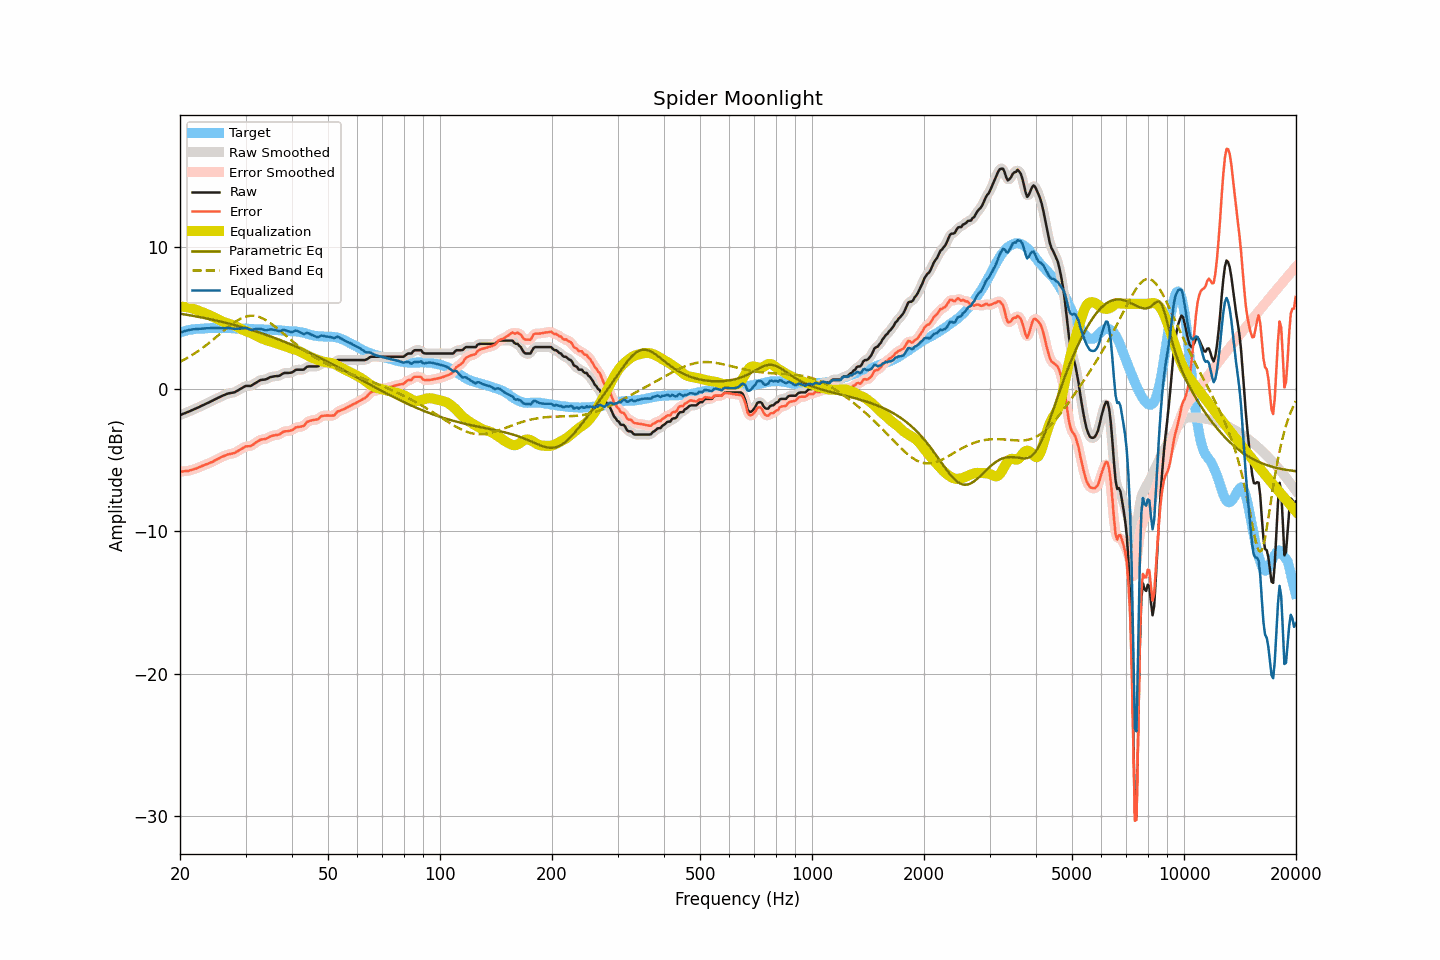 Spider Moonlight
Target
Raw Smoothed
Error Smoothed
Raw
Error
Equalization
Parametric Eq
Fixed Band Eq
Equalized
10
0
−10
−20
−30
Amplitude (dBr)
20 50 100 200 500 1000 2000 5000 10000 20000
Frequency (Hz)